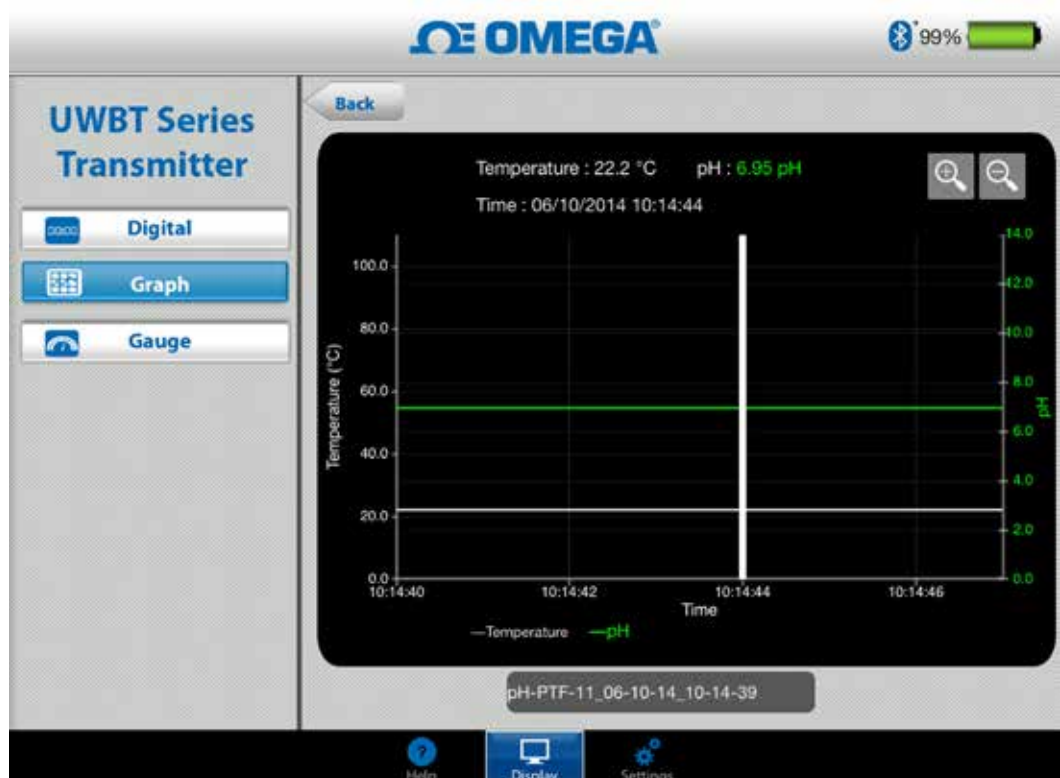 OMEGA®
99%
UWBT Series
Transmitter
Digital
Graph
Gauge
Back
Temperature : 22.2 °C pH : 6.95 pH
Time : 06/10/2014 10:14:44
100.0
80.0
60.0
40.0
20.0
0.0
Temperature (°C)
14.0
12.0
10.0
8.0
6.0
4.0
2.0
0.0
pH
10:14:40 10:14:42 10:14:44 10:14:46
Time
Temperature pH
pH-PTF-11_06-10-14_10-14-39
Help Display Settings